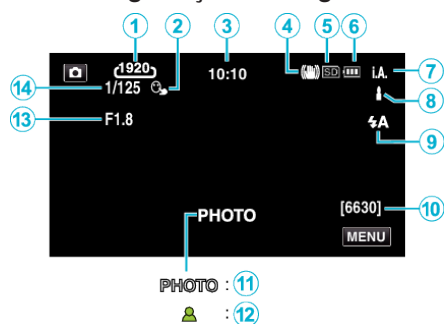 ① ② ③ ④ ⑤ ⑥ ⑦
1920 10:10 SD i.A.
⑭ 1/125 ⑧
⑬ F1.8 A ⑨
PHOTO [6630] ⑩
MENU
PHOTO : ⑪
: ⑫